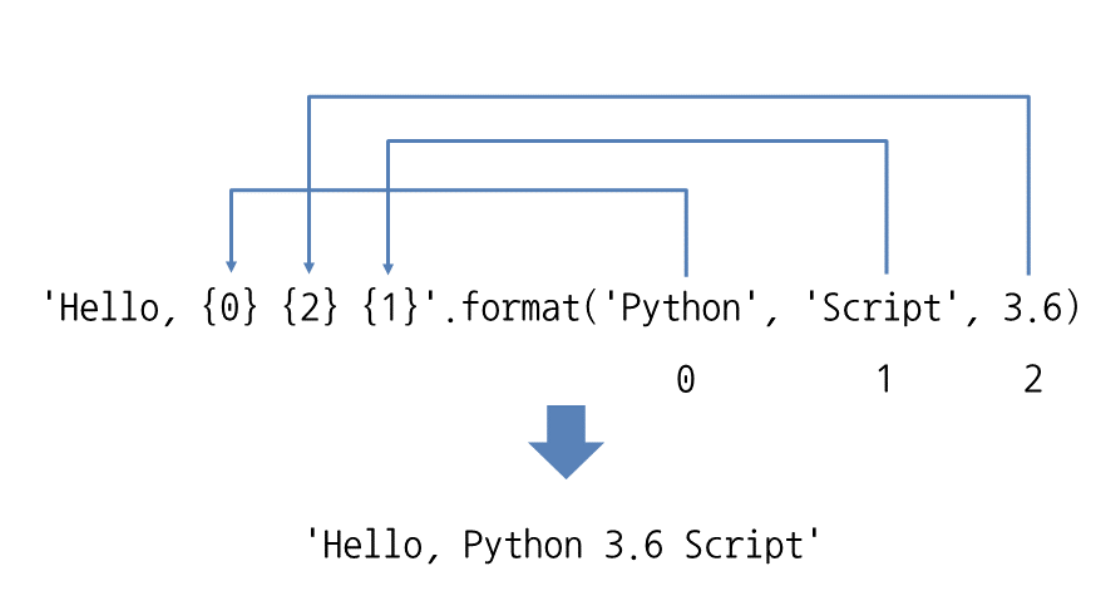 'Hello, {0} {2} {1}'.format('Python', 'Script', 3.6)
0 1 2
'Hello, Python 3.6 Script'